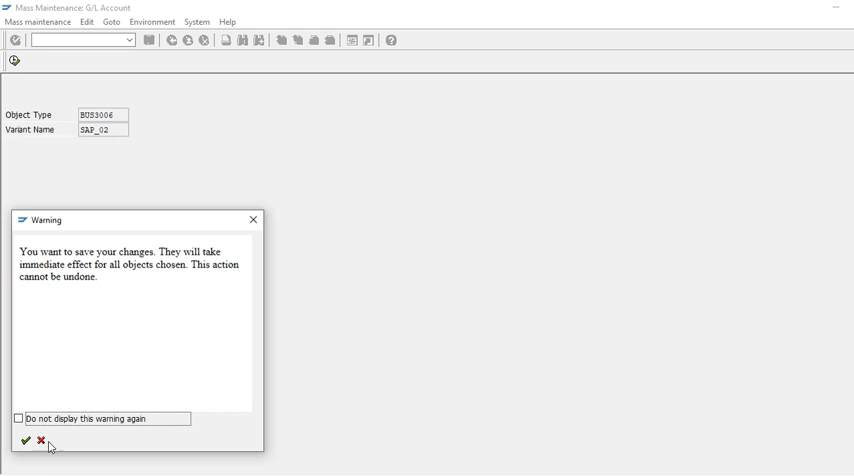 Mass Maintenance: G/L Account
Mass maintenance Edit Goto Environment System Help
Object Type BUS3006
Variant Name SAP_02
Warning
You want to save your changes. They will take
immediate effect for all objects chosen. This action
cannot be undone.
Do not display this warning again